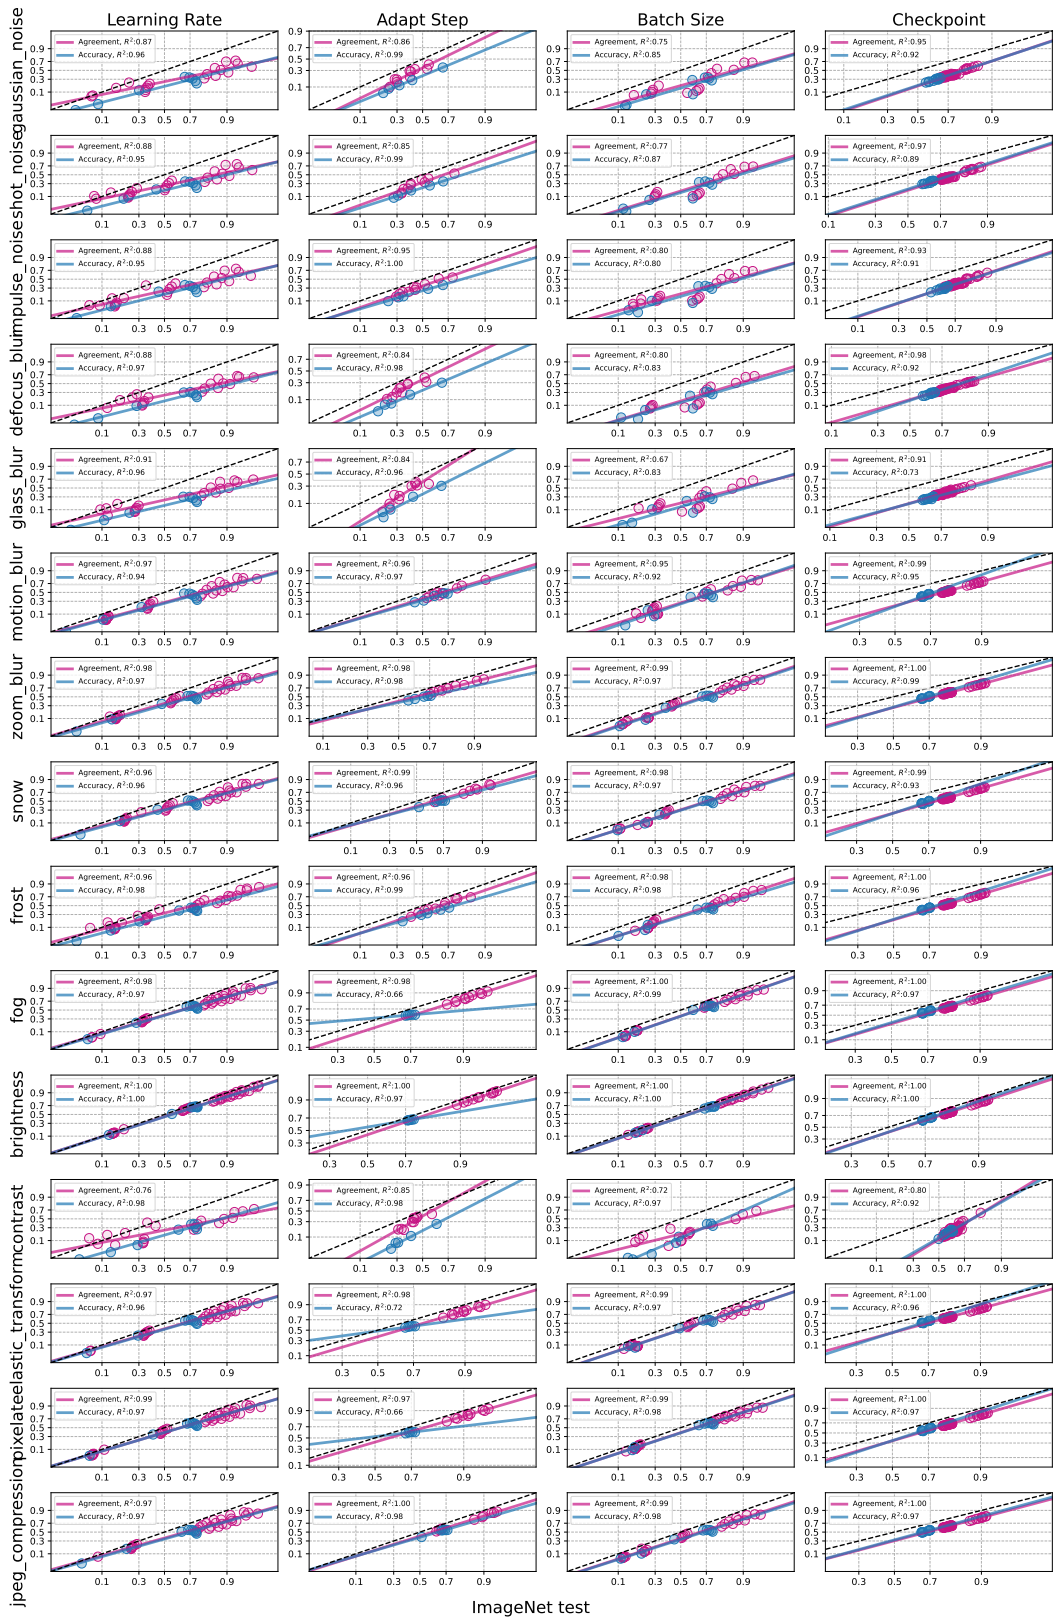 Learning Rate Adapt Step Batch Size Checkpoint
gaussian_noise
Agreement, R²:0.87 Agreement, R²:0.86 Agreement, R²:0.75 Agreement, R²:0.95
Accuracy, R²:0.96 Accuracy, R²:0.99 Accuracy, R²:0.85 Accuracy, R²:0.92
shot_noise
Agreement, R²:0.88 Agreement, R²:0.85 Agreement, R²:0.77 Agreement, R²:0.97
Accuracy, R²:0.95 Accuracy, R²:0.99 Accuracy, R²:0.87 Accuracy, R²:0.89
impulse_noise
Agreement, R²:0.88 Agreement, R²:0.95 Agreement, R²:0.80 Agreement, R²:0.93
Accuracy, R²:0.95 Accuracy, R²:1.00 Accuracy, R²:0.80 Accuracy, R²:0.91
defocus_blur
Agreement, R²:0.88 Agreement, R²:0.84 Agreement, R²:0.80 Agreement, R²:0.98
Accuracy, R²:0.97 Accuracy, R²:0.98 Accuracy, R²:0.83 Accuracy, R²:0.92
glass_blur
Agreement, R²:0.91 Agreement, R²:0.84 Agreement, R²:0.67 Agreement, R²:0.91
Accuracy, R²:0.96 Accuracy, R²:0.96 Accuracy, R²:0.83 Accuracy, R²:0.73
motion_blur
Agreement, R²:0.97 Agreement, R²:0.96 Agreement, R²:0.95 Agreement, R²:0.99
Accuracy, R²:0.94 Accuracy, R²:0.97 Accuracy, R²:0.92 Accuracy, R²:0.95
zoom_blur
Agreement, R²:0.98 Agreement, R²:0.98 Agreement, R²:0.99 Agreement, R²:1.00
Accuracy, R²:0.97 Accuracy, R²:0.98 Accuracy, R²:0.97 Accuracy, R²:0.99
snow
Agreement, R²:0.96 Agreement, R²:0.99 Agreement, R²:0.98 Agreement, R²:0.99
Accuracy, R²:0.96 Accuracy, R²:0.96 Accuracy, R²:0.97 Accuracy, R²:0.93
frost
Agreement, R²:0.96 Agreement, R²:0.96 Agreement, R²:0.98 Agreement, R²:1.00
Accuracy, R²:0.98 Accuracy, R²:0.99 Accuracy, R²:0.98 Accuracy, R²:0.96
fog
Agreement, R²:0.98 Agreement, R²:0.98 Agreement, R²:1.00 Agreement, R²:1.00
Accuracy, R²:0.97 Accuracy, R²:0.66 Accuracy, R²:0.99 Accuracy, R²:0.97
brightness
Agreement, R²:1.00 Agreement, R²:1.00 Agreement, R²:1.00 Agreement, R²:1.00
Accuracy, R²:1.00 Accuracy, R²:0.97 Accuracy, R²:1.00 Accuracy, R²:1.00
contrast
Agreement, R²:0.76 Agreement, R²:0.85 Agreement, R²:0.72 Agreement, R²:0.80
Accuracy, R²:0.98 Accuracy, R²:0.98 Accuracy, R²:0.97 Accuracy, R²:0.92
elastic_transform
Agreement, R²:0.97 Agreement, R²:0.98 Agreement, R²:0.99 Agreement, R²:1.00
Accuracy, R²:0.96 Accuracy, R²:0.72 Accuracy, R²:0.97 Accuracy, R²:0.96
pixelate
Agreement, R²:0.99 Agreement, R²:0.97 Agreement, R²:0.99 Agreement, R²:1.00
Accuracy, R²:0.97 Accuracy, R²:0.66 Accuracy, R²:0.98 Accuracy, R²:0.97
jpeg_compression
Agreement, R²:0.97 Agreement, R²:1.00 Agreement, R²:0.99 Agreement, R²:1.00
Accuracy, R²:0.97 Accuracy, R²:0.98 Accuracy, R²:0.97 Accuracy, R²:0.97
0.1 0.3 0.5 0.7 0.9
ImageNet test